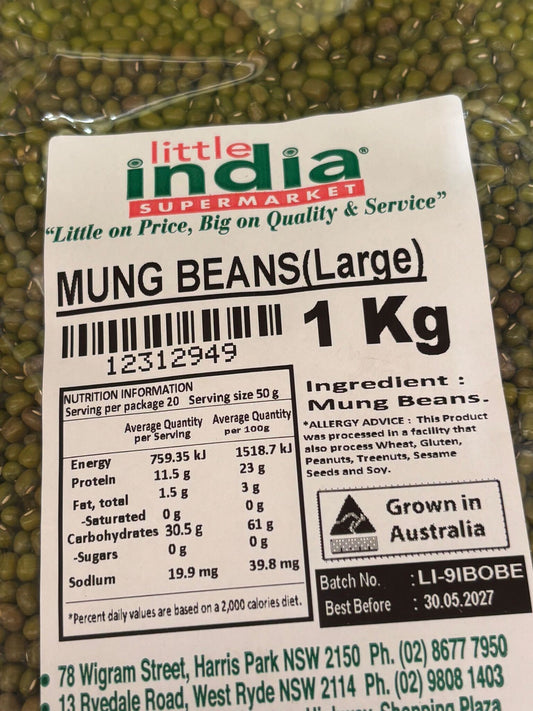 little
india®
SUPERMARKET
“Little on Price, Big on Quality & Service”
MUNG BEANS(Large)
12312949
1 Kg
NUTRITION INFORMATION
Serving per package 20 Serving size 50 g
Average Quantity per Serving Average Quantity per 100g
Energy 759.35 kJ 1518.7 kJ
Protein 11.5 g 23 g
Fat, total 1.5 g 3 g
-Saturated 0 g 0 g
Carbohydrates 30.5 g 61 g
-Sugars 0 g 0 g
Sodium 19.9 mg 39.8 mg
*Percent daily values are based on a 2,000 calories diet.
Ingredient :
Mung Beans.
*ALLERGY ADVICE : This Product
was processed in a facility that
also process Wheat, Gluten,
Peanuts, Treenuts, Sesame
Seeds and Soy.
Grown in
Australia
Batch No. : LI-9IBOBE
Best Before : 30.05.2027
78 Wigram Street, Harris Park NSW 2150 Ph. (02) 8677 7950
13 Ryedale Road, West Ryde NSW 2114 Ph. (02) 9808 1403
Shopping Plaza